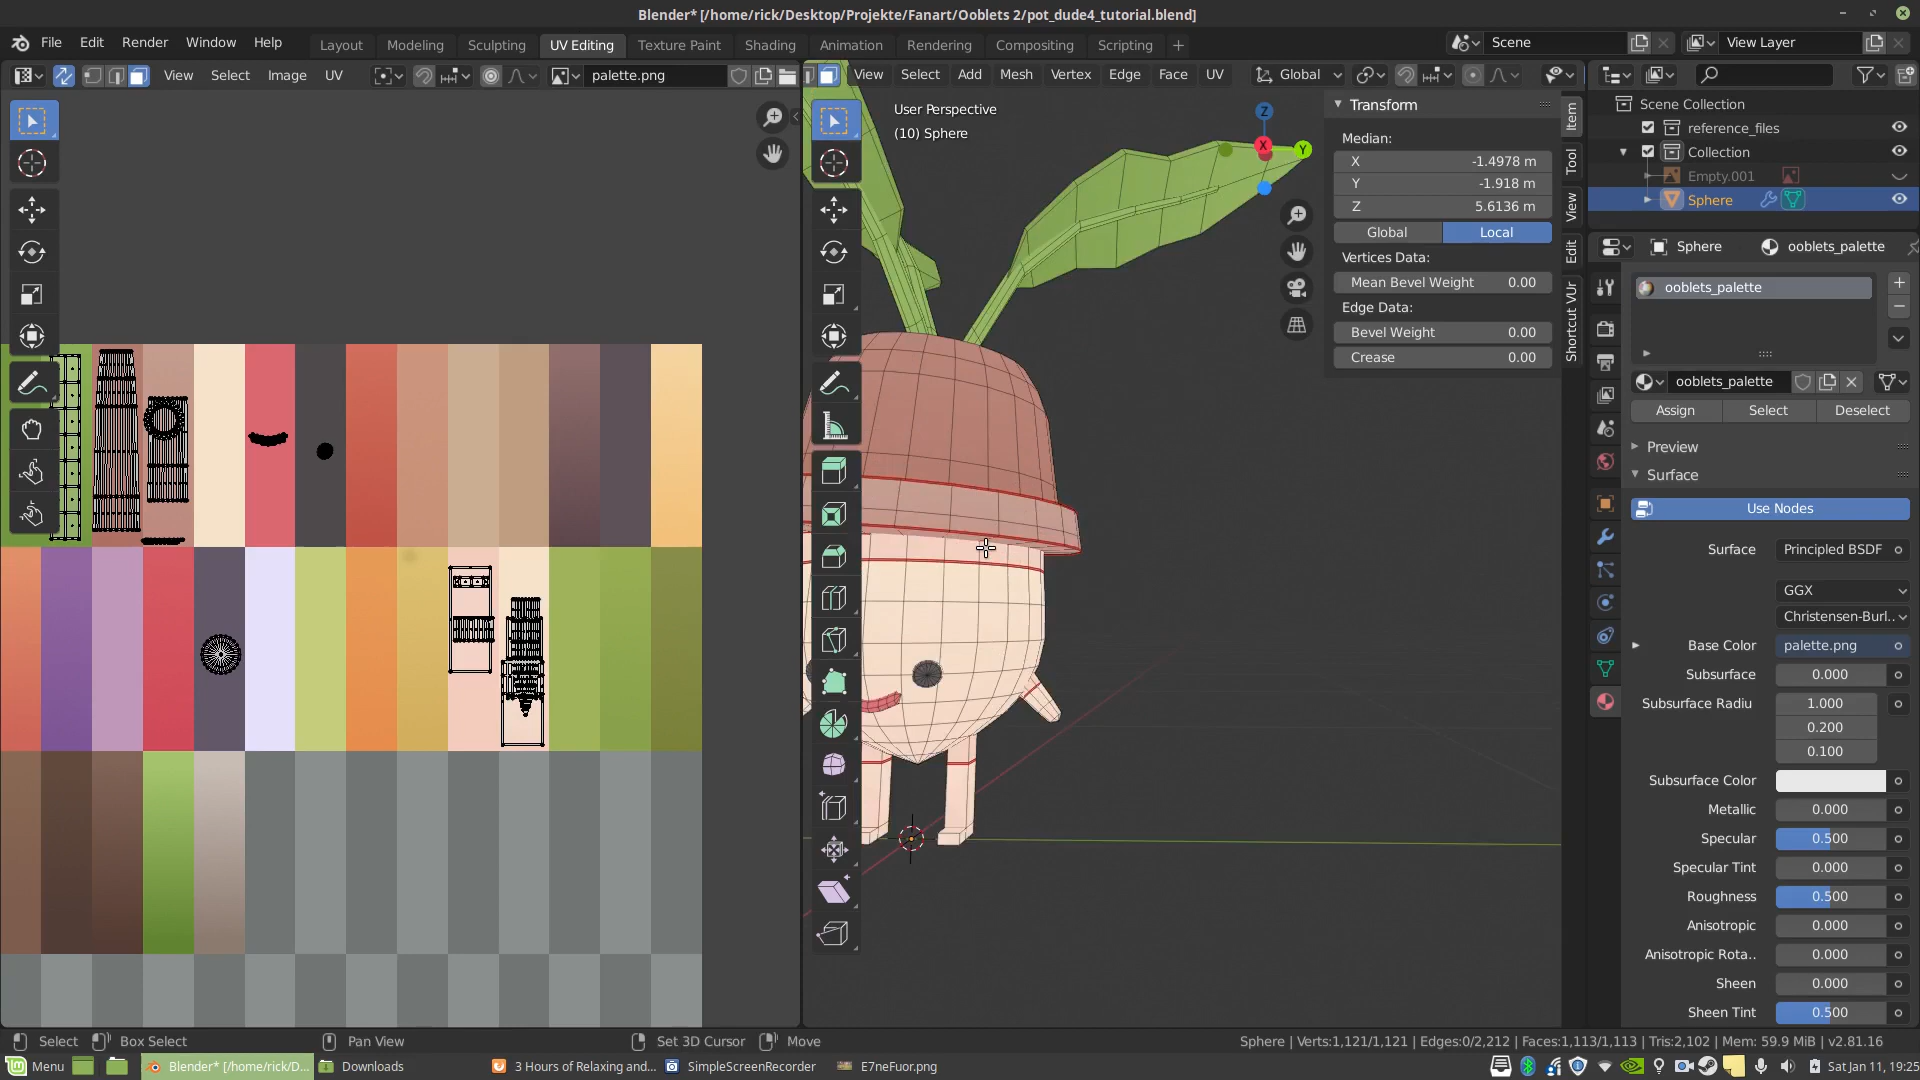 Blender* [/home/rick/Desktop/Projekte/Fanart/Ooblets 2/pot_dude4_tutorial.blend]
File Edit Render Window Help Layout Modeling Sculpting UV Editing Texture Paint Shading Animation Rendering Compositing Scripting + Scene View Layer
View Select Image UV palette.png View Select Add Mesh Vertex Edge Face UV Global
User Perspective
(10) Sphere
Z
X
Y
Transform
Median:
X -1.4978 m
Y -1.918 m
Z 5.6136 m
Global Local
Vertices Data:
Mean Bevel Weight 0.00
Edge Data:
Bevel Weight 0.00
Crease 0.00
Item
Tool
View
Edit
Shortcut VUr
Scene Collection
reference_files
Collection
Empty.001
Sphere
Sphere ooblets_palette
ooblets_palette
ooblets_palette
Assign Select Deselect
Preview
Surface
Use Nodes
Surface Principled BSDF
GGX
Christensen-Burl..
Base Color palette.png
Subsurface 0.000
Subsurface Radiu 1.000
0.200
0.100
Subsurface Color
Metallic 0.000
Specular 0.500
Specular Tint 0.000
Roughness 0.500
Anisotropic 0.000
Anisotropic Rota.. 0.000
Sheen 0.000
Sheen Tint 0.500
Select Box Select Pan View Set 3D Cursor Move Sphere | Verts:1,121/1,121 | Edges:0/2,212 | Faces:1,113/1,113 | Tris:2,102 | Mem: 59.9 MiB | v2.81.16
Menu Blender* [/home/rick/D... Downloads 3 Hours of Relaxing and... SimpleScreenRecorder E7neFuor.png Sat Jan 11, 19:25